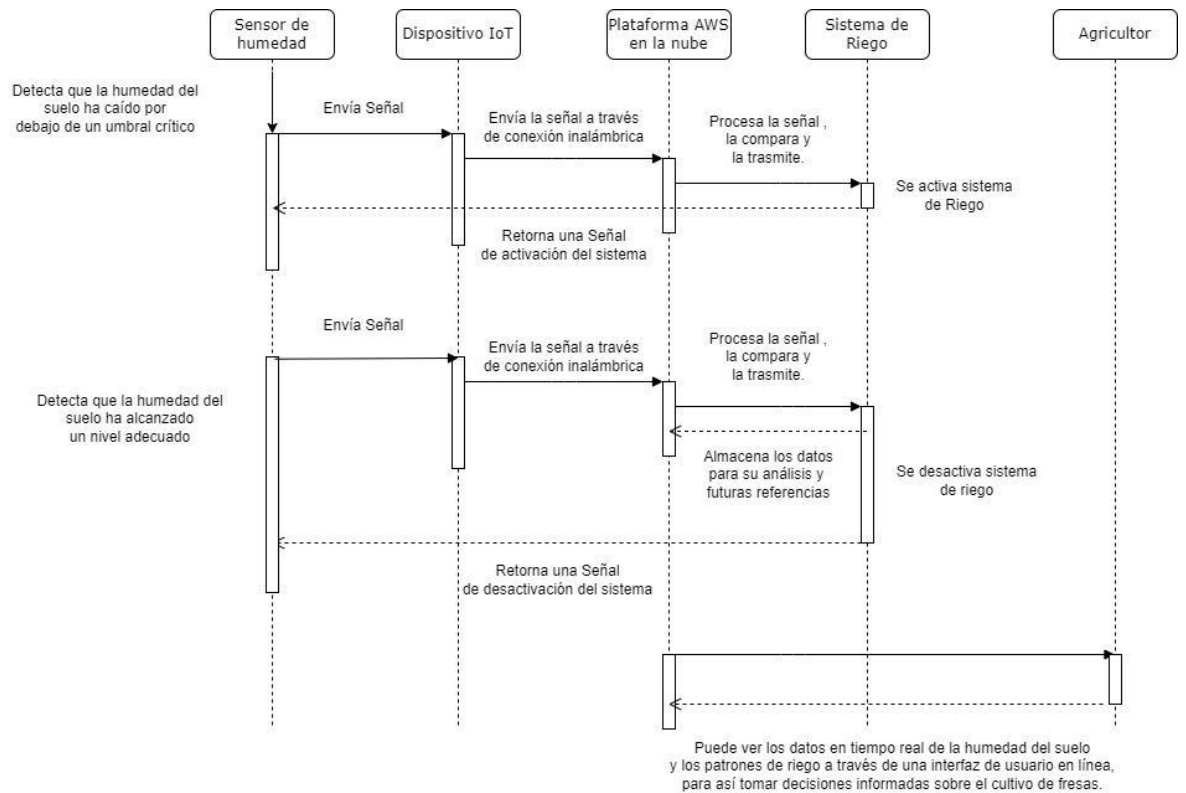 Sensor de
humedad
Dispositivo IoT
Plataforma AWS
en la nube
Sistema de
Riego
Agricultor
Detecta que la humedad del
suelo ha caído por
debajo de un umbral crítico
Envía Señal
Envía la señal a través
de conexión inalámbrica
Procesa la señal ,
la compara y
la trasmite.
Se activa sistema
de Riego
Retorna una Señal
de activación del sistema
Envía Señal
Envía la señal a través
de conexión inalámbrica
Procesa la señal ,
la compara y
la trasmite.
Detecta que la humedad del
suelo ha alcanzado
un nivel adecuado
Almacena los datos
para su análisis y
futuras referencias
Se desactiva sistema
de riego
Retorna una Señal
de desactivación del sistema
Puede ver los datos en tiempo real de la humedad del suelo
y los patrones de riego a través de una interfaz de usuario en línea,
para así tomar decisiones informadas sobre el cultivo de fresas.